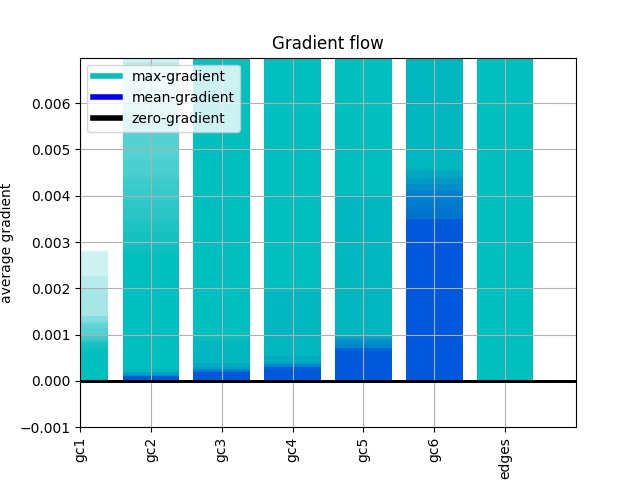 Gradient flow
max-gradient
mean-gradient
zero-gradient
average gradient
0.006
0.005
0.004
0.003
0.002
0.001
0.000
−0.001
gc1
gc2
gc3
gc4
gc5
gc6
edges